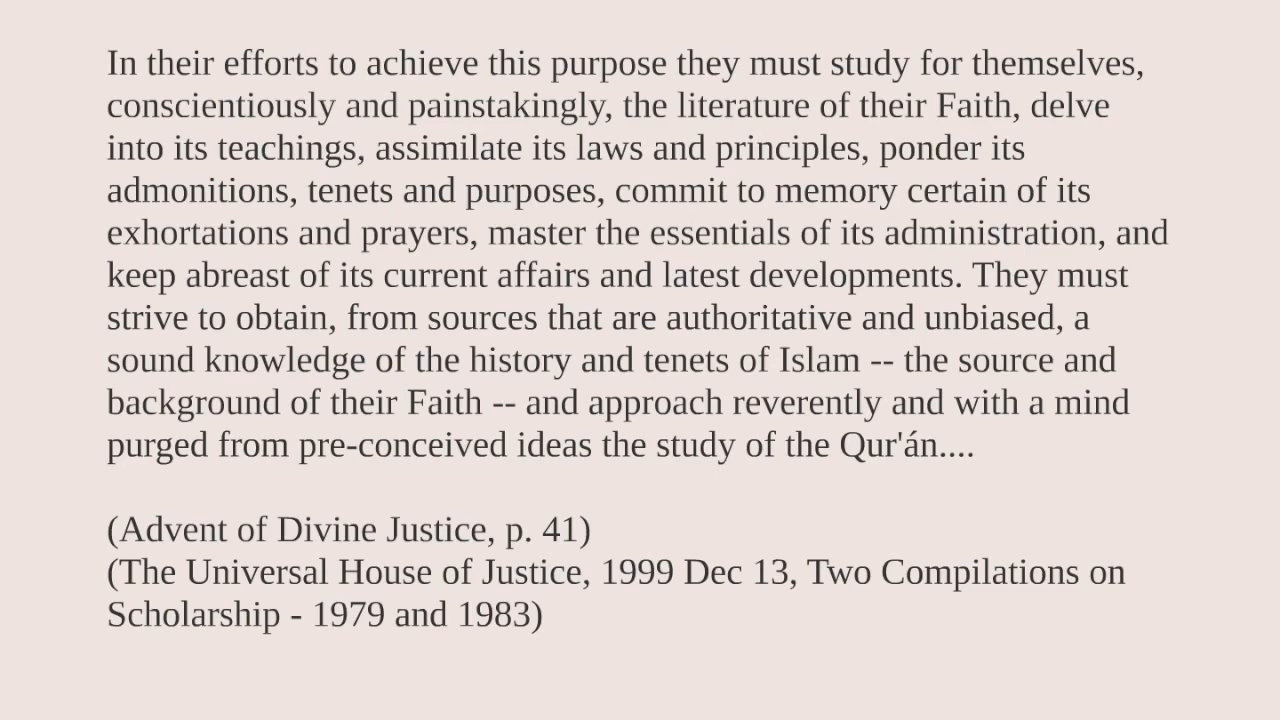 In their efforts to achieve this purpose they must study for themselves,
conscientiously and painstakingly, the literature of their Faith, delve
into its teachings, assimilate its laws and principles, ponder its
admonitions, tenets and purposes, commit to memory certain of its
exhortations and prayers, master the essentials of its administration, and
keep abreast of its current affairs and latest developments. They must
strive to obtain, from sources that are authoritative and unbiased, a
sound knowledge of the history and tenets of Islam -- the source and
background of their Faith -- and approach reverently and with a mind
purged from pre-conceived ideas the study of the Qur'án....
(Advent of Divine Justice, p. 41)
(The Universal House of Justice, 1999 Dec 13, Two Compilations on
Scholarship - 1979 and 1983)